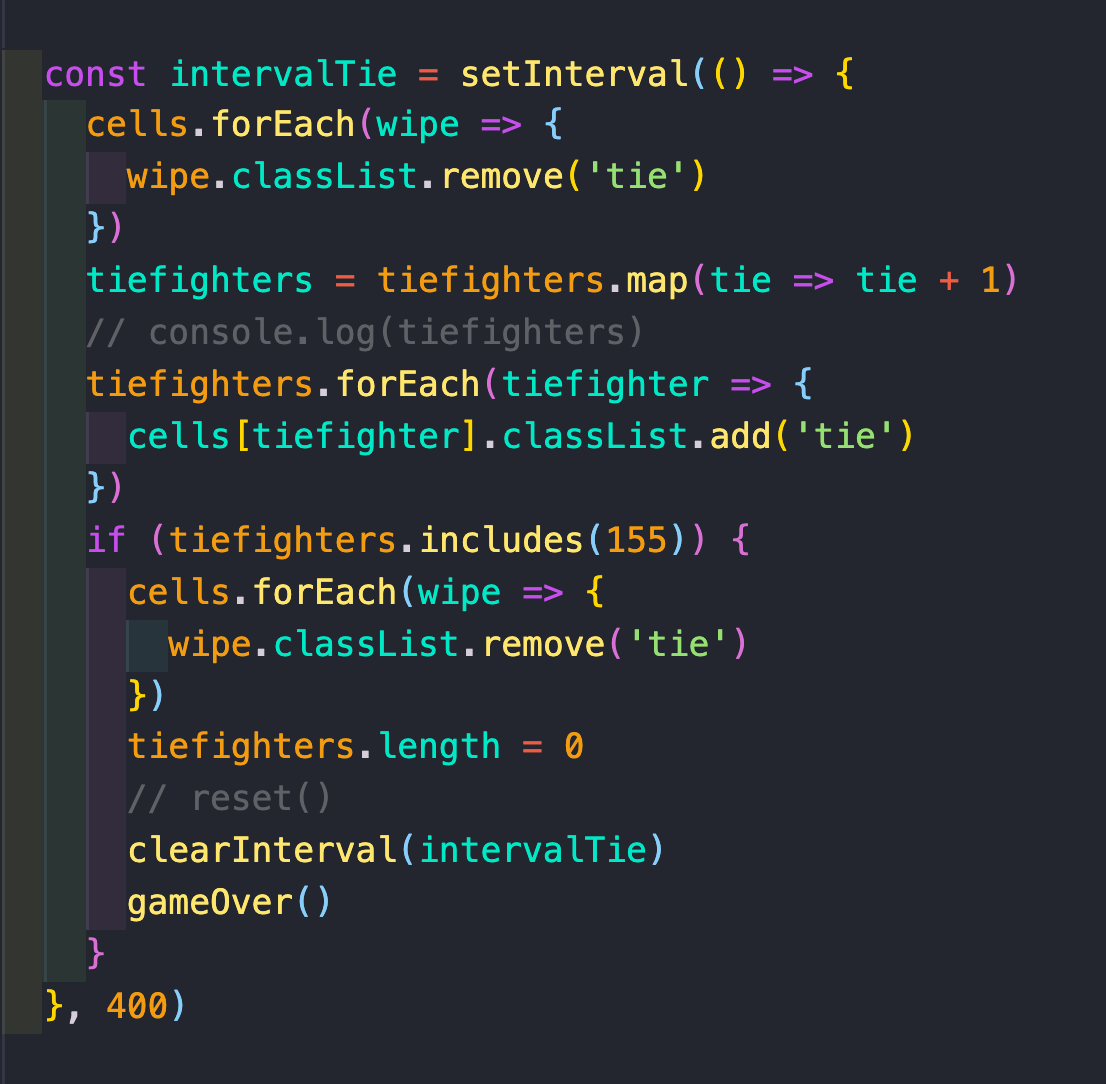 const intervalTie = setInterval(() => {
  cells.forEach(wipe => {
    wipe.classList.remove('tie')
  })
  tiefighters = tiefighters.map(tie => tie + 1)
  // console.log(tiefighters)
  tiefighters.forEach(tiefighter => {
    cells[tiefighter].classList.add('tie')
  })
  if (tiefighters.includes(155)) {
    cells.forEach(wipe => {
      wipe.classList.remove('tie')
    })
    tiefighters.length = 0
    // reset()
    clearInterval(intervalTie)
    gameOver()
  }
}, 400)